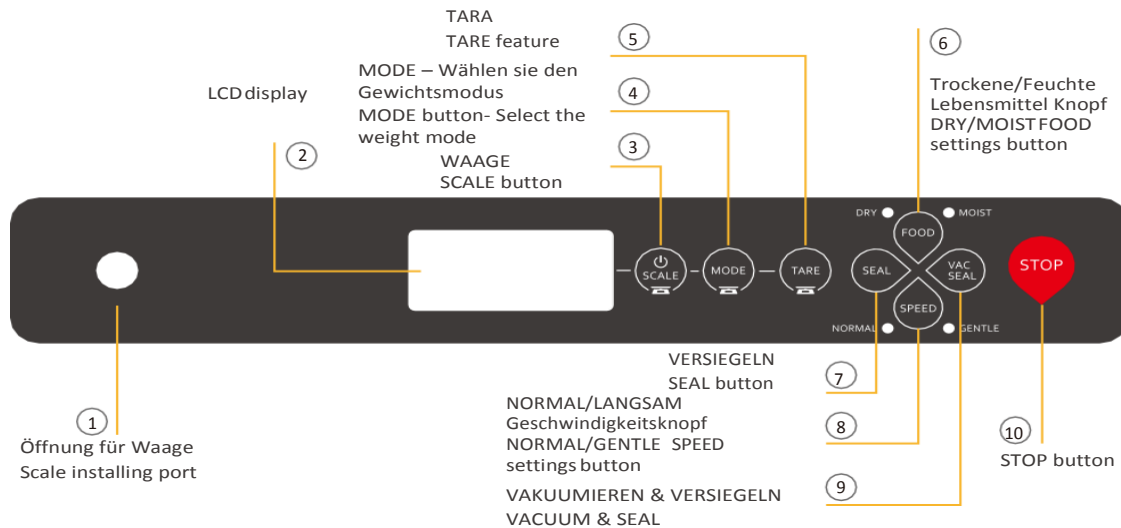 TARA
TARE feature
5
MODE – Wählen sie den
Gewichtsmodus
MODE button- Select the
weight mode
4
LCD display
2
WAAGE
SCALE button
3
6
Trockene/Feuchte
Lebensmittel Knopf
DRY/MOIST FOOD
settings button
DRY
MOIST
FOOD
SCALE
MODE
TARE
SEAL
VAC
SEAL
SPEED
NORMAL
GENTLE
STOP
1
Öffnung für Waage
Scale installing port
VERSIEGELN
SEAL button
7
NORMAL/LANGSAM
Geschwindigkeitsknopf
NORMAL/GENTLE SPEED
settings button
8
VAKUUMIEREN & VERSIEGELN
VACUUM & SEAL
9
10
STOP button